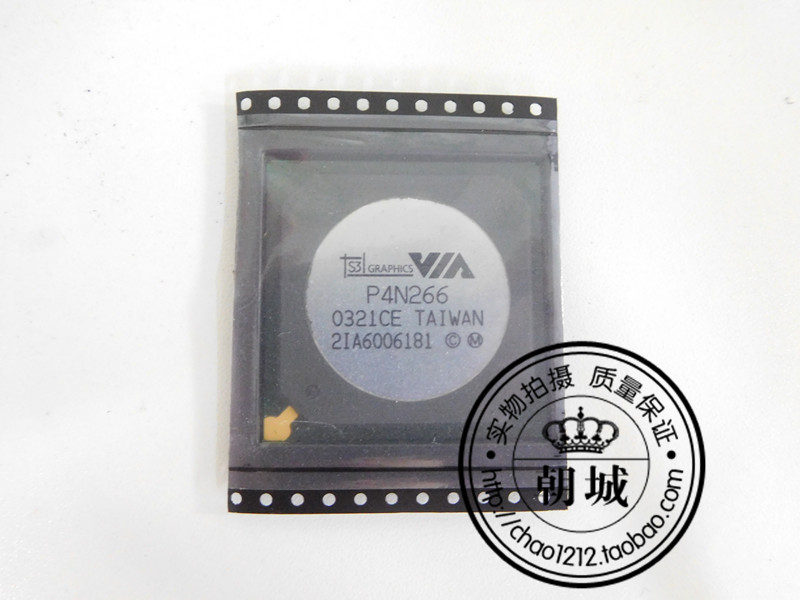 S3 GRAPHICS VIA
P4N266
0321CE TAIWAN
2IA6006181 © Ⓜ
实物拍摄 质量保证
朝城
http://chao1212.taobao.com